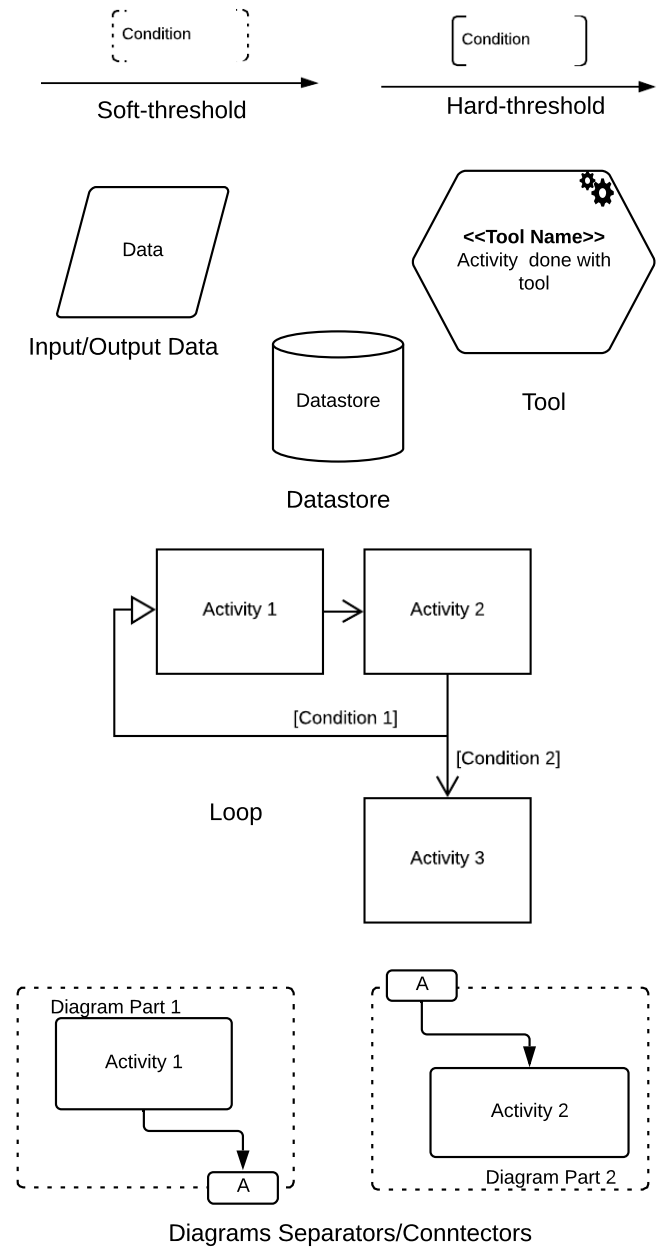 Condition
Soft-threshold
Condition
Hard-threshold
Data
Input/Output Data
<<Tool Name>>
Activity  done with
tool
Tool
Datastore
Datastore
Activity 1
Activity 2
[Condition 1]
[Condition 2]
Loop
Activity 3
Diagram Part 1
Activity 1
A
A
Activity 2
Diagram Part 2
Diagrams Separators/Conntectors